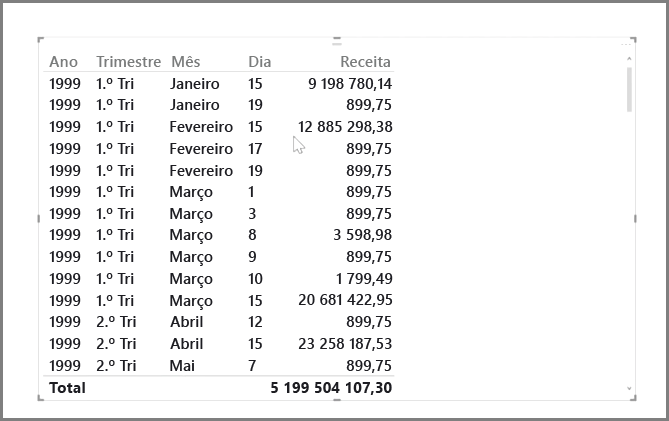 Ano Trimestre Mês Dia Receita
1999 1.º Tri Janeiro 15 9 198 780,14
1999 1.º Tri Janeiro 19 899,75
1999 1.º Tri Fevereiro 15 12 885 298,38
1999 1.º Tri Fevereiro 17 899,75
1999 1.º Tri Fevereiro 19 899,75
1999 1.º Tri Março 1 899,75
1999 1.º Tri Março 3 899,75
1999 1.º Tri Março 8 3 598,98
1999 1.º Tri Março 9 899,75
1999 1.º Tri Março 10 1 799,49
1999 1.º Tri Março 15 20 681 422,95
1999 2.º Tri Abril 12 899,75
1999 2.º Tri Abril 15 23 258 187,53
1999 2.º Tri Mai 7 899,75
Total 5 199 504 107,30